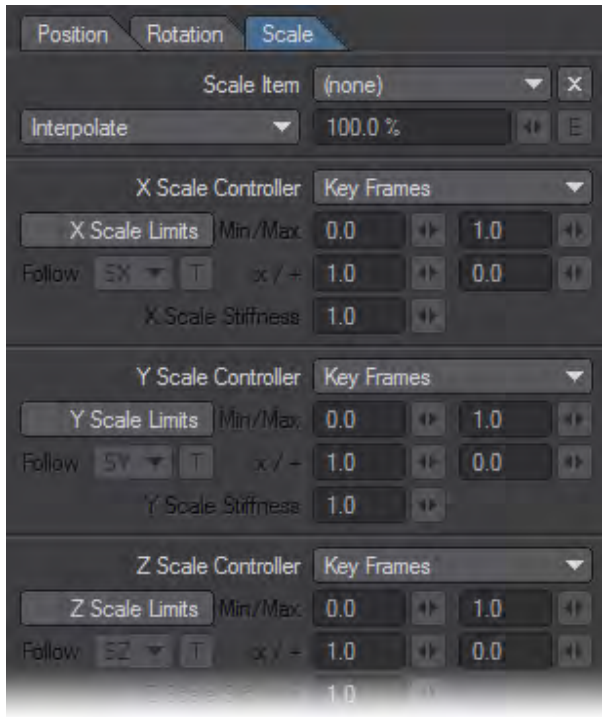 Position Rotation Scale
Scale Item (none) X
Interpolate 100.0 % E
X Scale Controller Key Frames
X Scale Limits Min/Max 0.0 1.0
Follow SX T x / + 1.0 0.0
X Scale Stiffness 1.0
Y Scale Controller Key Frames
Y Scale Limits Min/Max 0.0 1.0
Follow SY T x / + 1.0 0.0
Y Scale Stiffness 1.0
Z Scale Controller Key Frames
Z Scale Limits Min/Max 0.0 1.0
Follow SZ T x / + 1.0 0.0
Z Scale 1.0